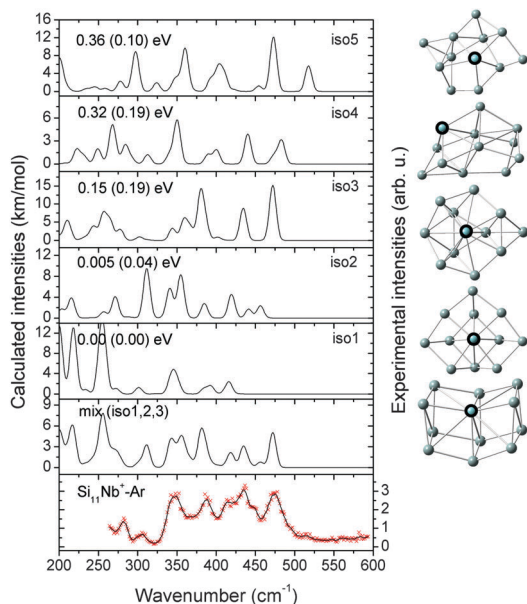 Calculated intensities (km/mol)
Experimental intensities (arb. u.)
16
12
8
4
0
0.36 (0.10) eV
iso5
6
3
0
0.32 (0.19) eV
iso4
15
10
5
0
0.15 (0.19) eV
iso3
12
8
4
0
0.005 (0.04) eV
iso2
12
8
4
0
0.00 (0.00) eV
iso1
9
6
3
0
mix (iso1,2,3)
Si₁₁Nb⁺-Ar
3
2
1
0
200 250 300 350 400 450 500 550 600
Wavenumber (cm⁻¹)